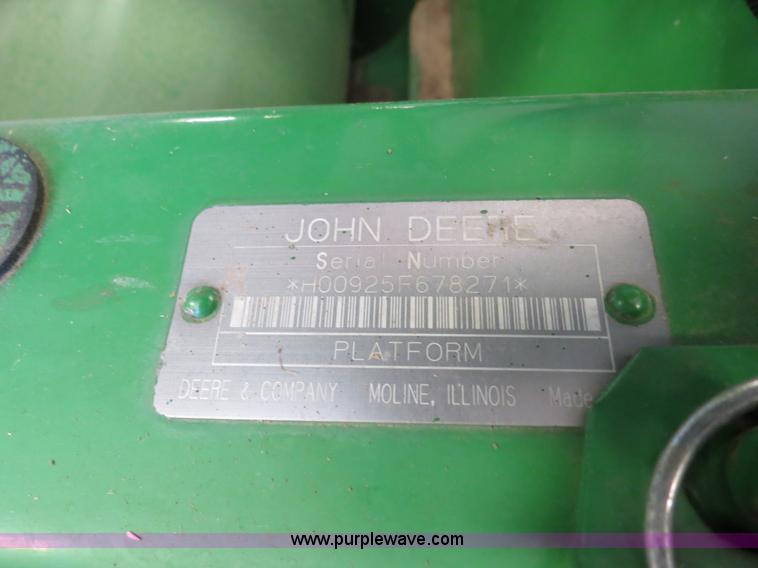 JOHN DEERE
Serial Number
*H00925F678271*
PLATFORM
DEERE & COMPANY MOLINE, ILLINOIS Made
www.purplewave.com